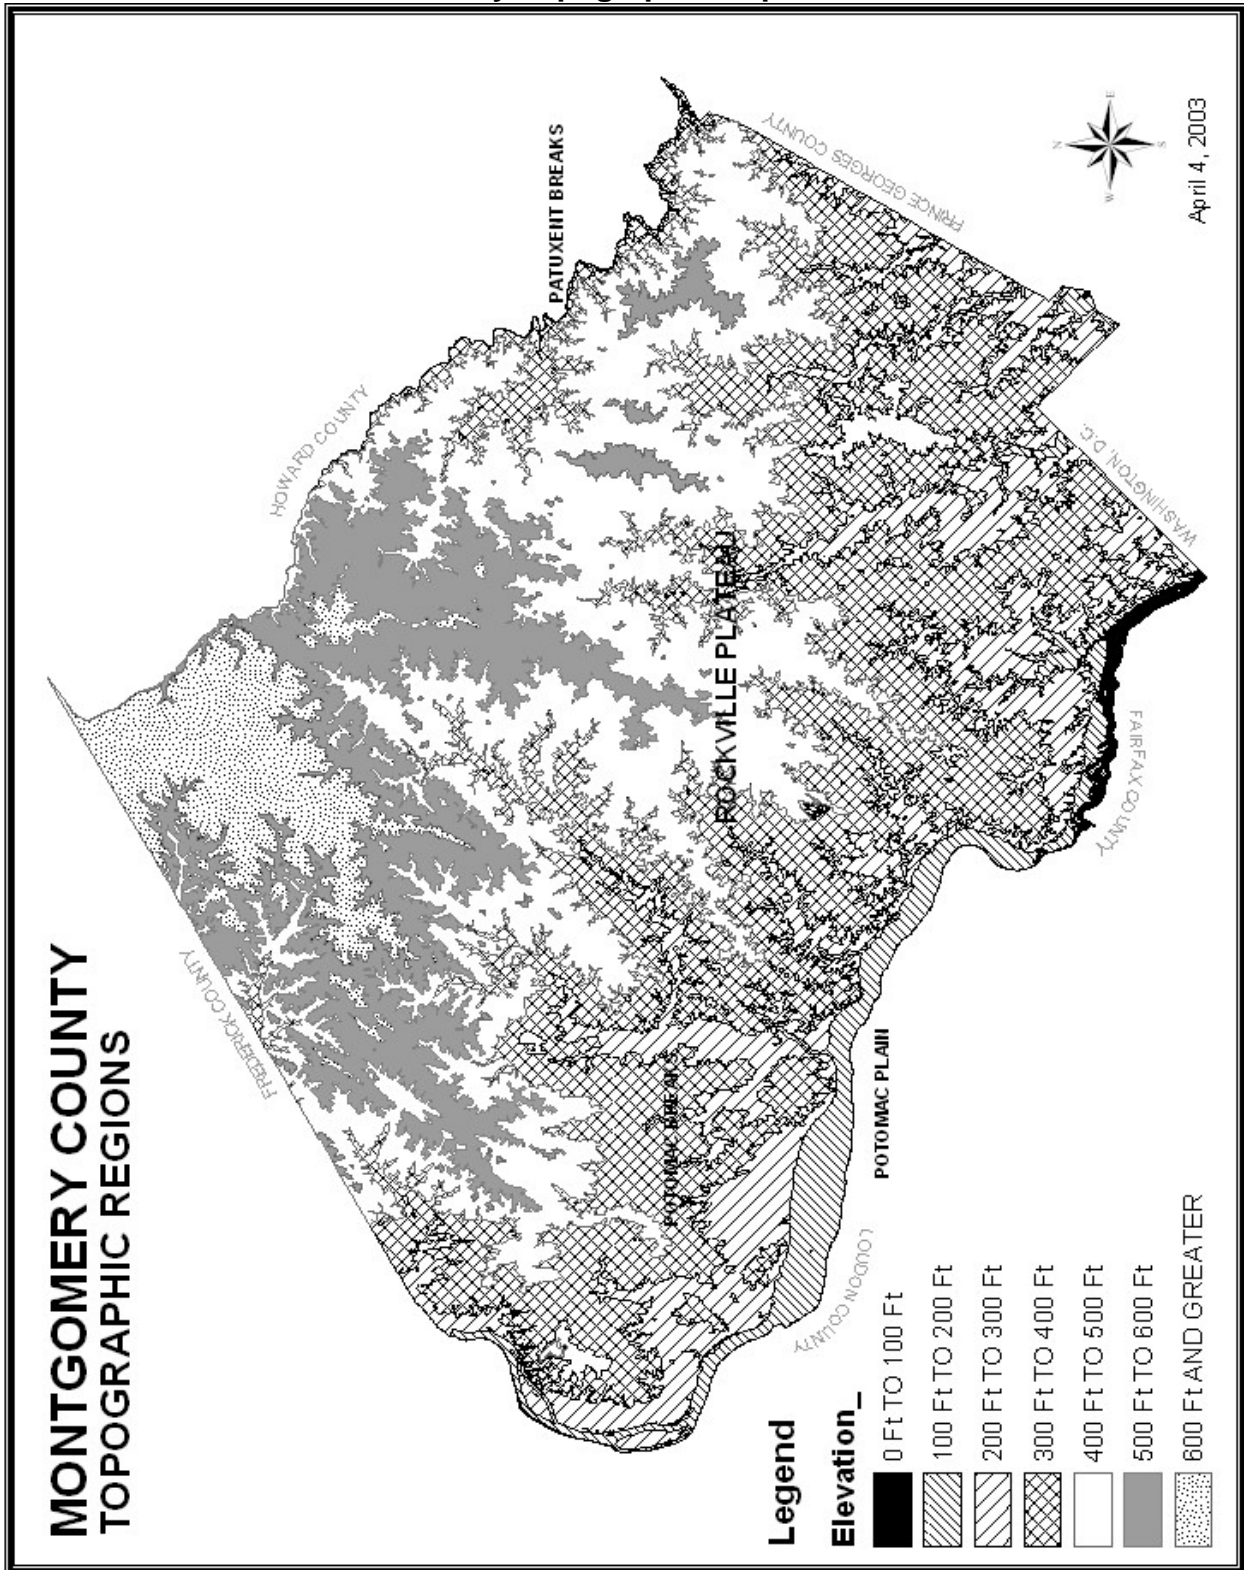 MONTGOMERY COUNTY
TOPOGRAPHIC REGIONS
FREDERICK COUNTY
HOWARD COUNTY
PATUXENT BREAKS
PRINCE GEORGES COUNTY
ROCKVILLE PLATEAU
POTOMAC BREAKS
WASHINGTON, D.C.
POTOMAC PLAIN
FAIRFAX COUNTY
LOUDON COUNTY
N
W
E
S
April 4, 2003
Legend
Elevation_
0 Ft TO 100 Ft
100 Ft TO 200 Ft
200 Ft TO 300 Ft
300 Ft TO 400 Ft
400 Ft TO 500 Ft
500 Ft TO 600 Ft
600 Ft AND GREATER